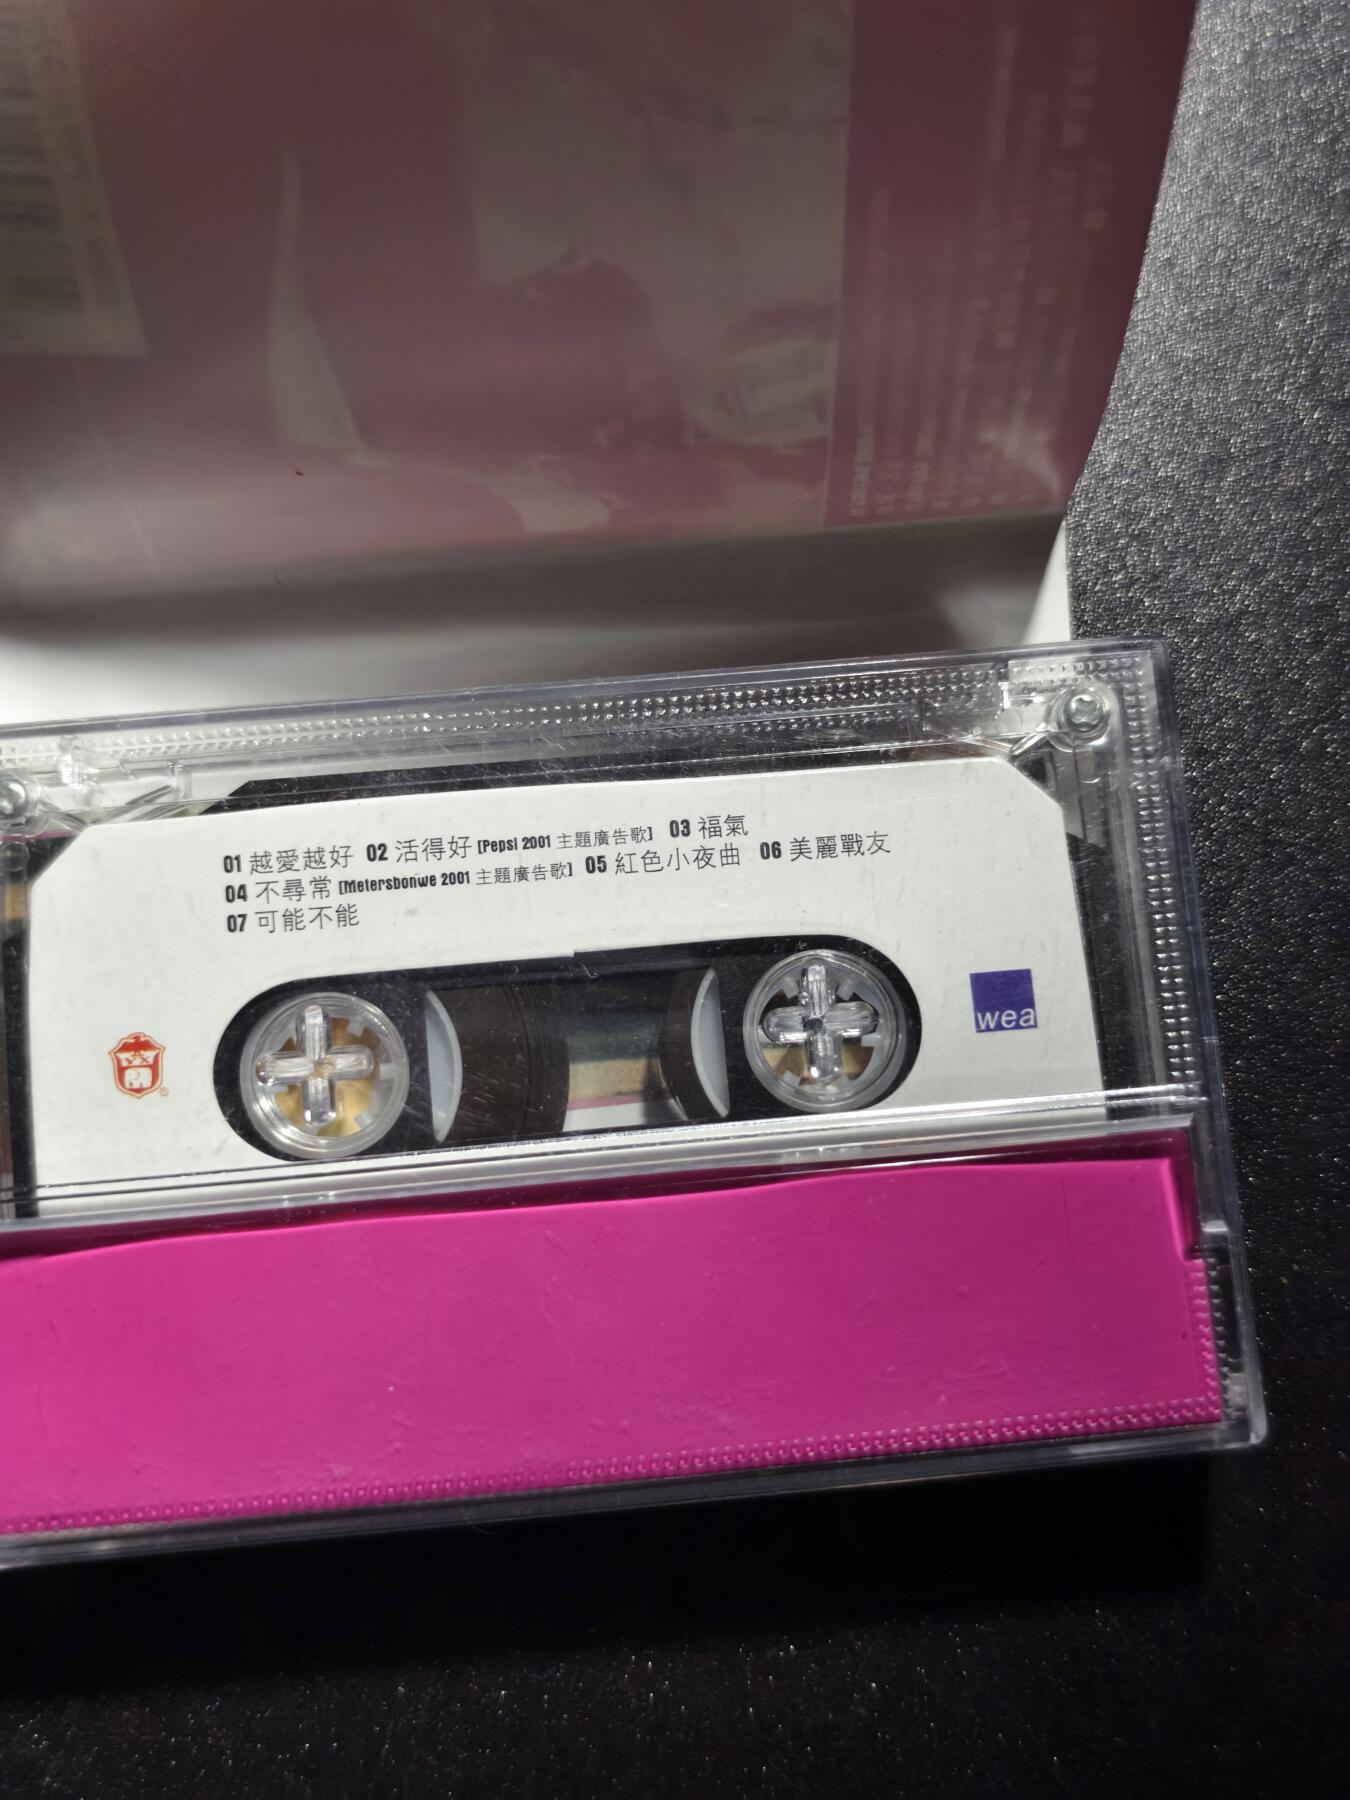 01 越愛越好 02 活得好 [Pepsi 2001 主題廣告歌] 03 福氣
04 不尋常 [Metersbonwe 2001 主題廣告歌] 05 紅色小夜曲 06 美麗戰友
07 可能不能
wea